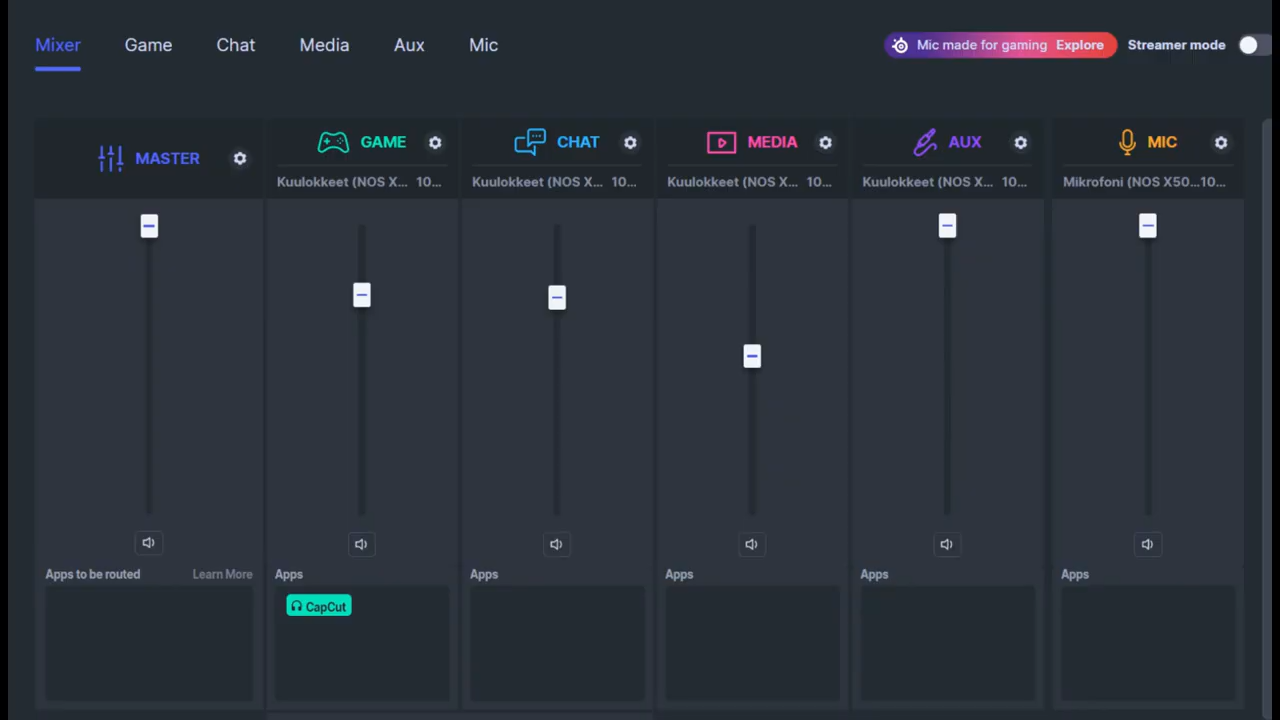 Mixer Game Chat Media Aux Mic
Mic made for gaming Explore
Streamer mode
MASTER
GAME
Kuulokkeet (NOS X... 10...
CHAT
Kuulokkeet (NOS X... 10...
MEDIA
Kuulokkeet (NOS X... 10...
AUX
Kuulokkeet (NOS X... 10...
MIC
Mikrofoni (NOS X50...10...
Apps to be routed Learn More
Apps
CapCut
Apps
Apps
Apps
Apps